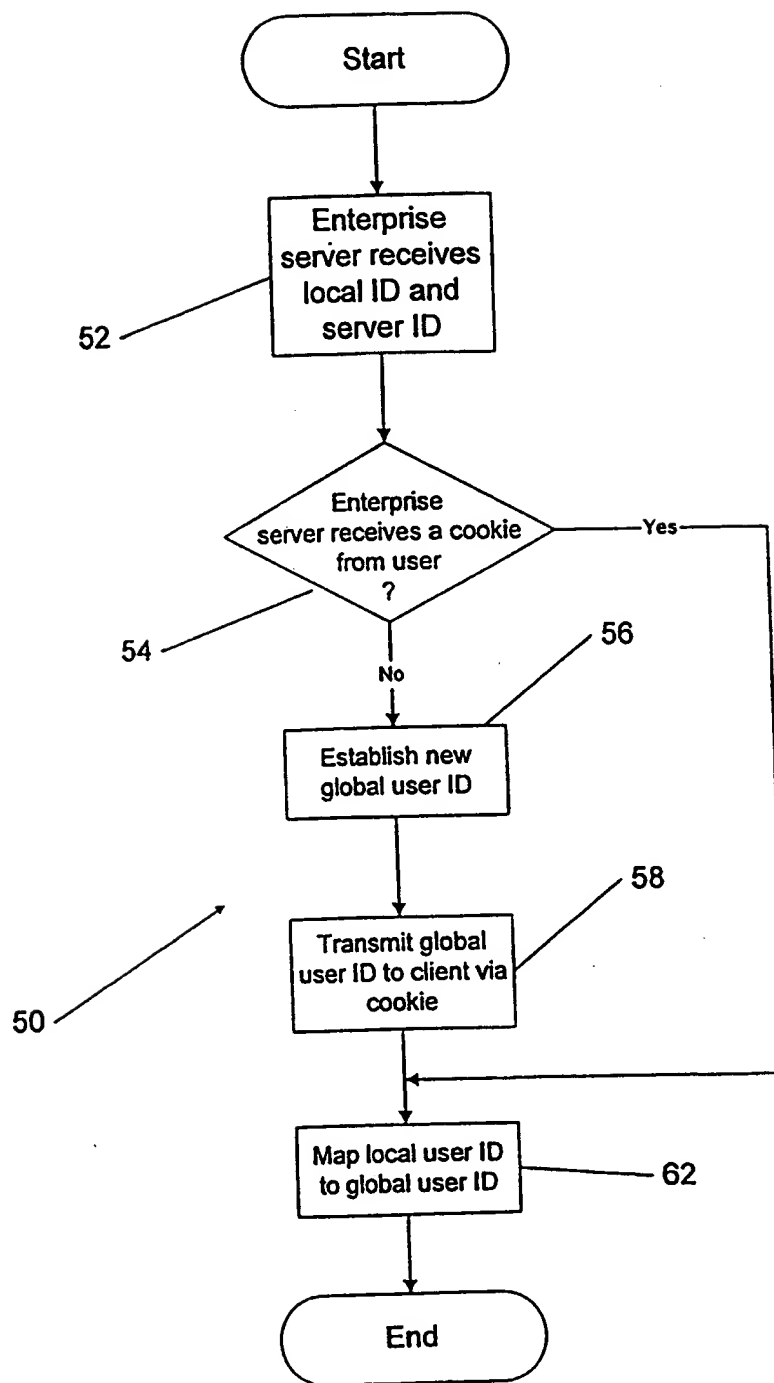 Start
Enterprise
server receives
local ID and
server ID
52
Enterprise
server receives a cookie
from user
?
Yes
54
No
56
Establish new
global user ID
58
Transmit global
user ID to client via
cookie
50
Map local user ID
to global user ID
62
End